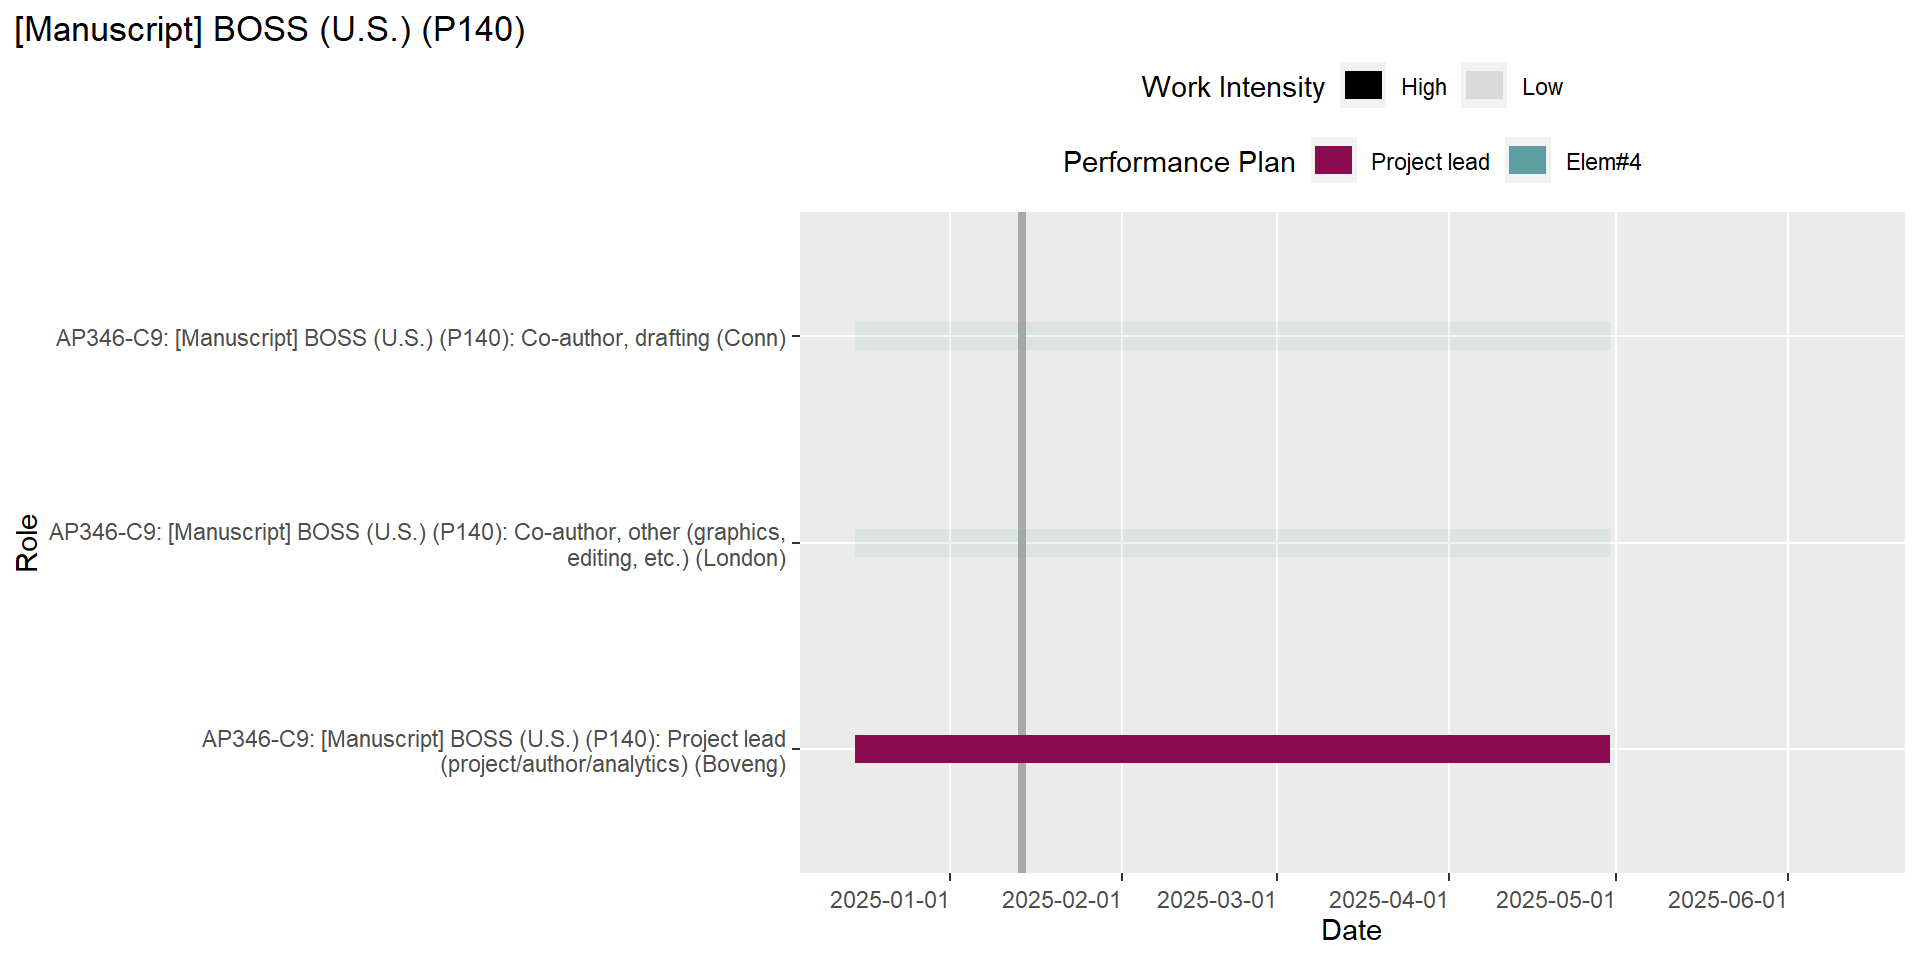 [Manuscript] BOSS (U.S.) (P140)
Work Intensity High Low
Performance Plan Project lead Elem#4
AP346-C9: [Manuscript] BOSS (U.S.) (P140): Co-author, drafting (Conn)
Role
AP346-C9: [Manuscript] BOSS (U.S.) (P140): Co-author, other (graphics,
editing, etc.) (London)
AP346-C9: [Manuscript] BOSS (U.S.) (P140): Project lead
(project/author/analytics) (Boveng)
2025-01-01 2025-02-01 2025-03-01 2025-04-01 2025-05-01 2025-06-01
Date